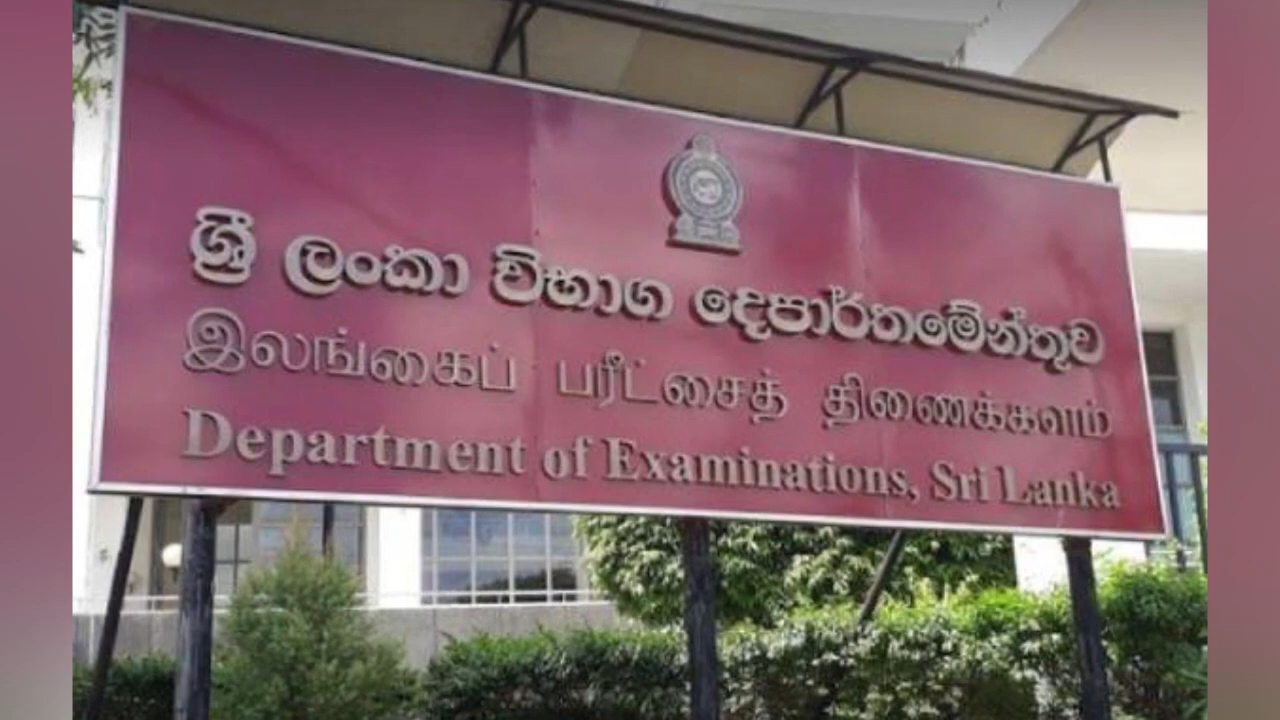 ශ්‍රී ලංකා විභාග දෙපාර්තමේන්තුව
இலங்கைப் பரீட்சைத் திணைக்களம்
Department of Examinations, Sri Lanka